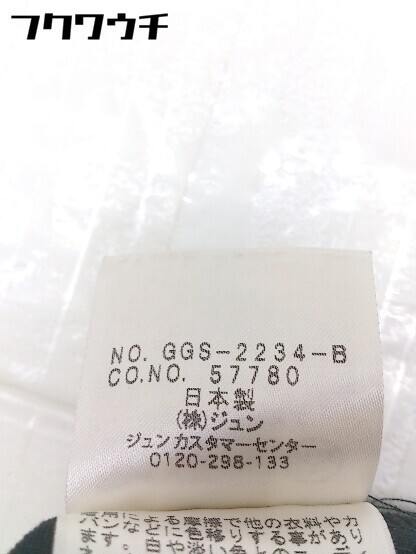 フクワウチ
NO. GGS-2234-B
CO.NO. 57780
日本製
(株)ジュン
ジュンカスタマーセンター
0120-298-133